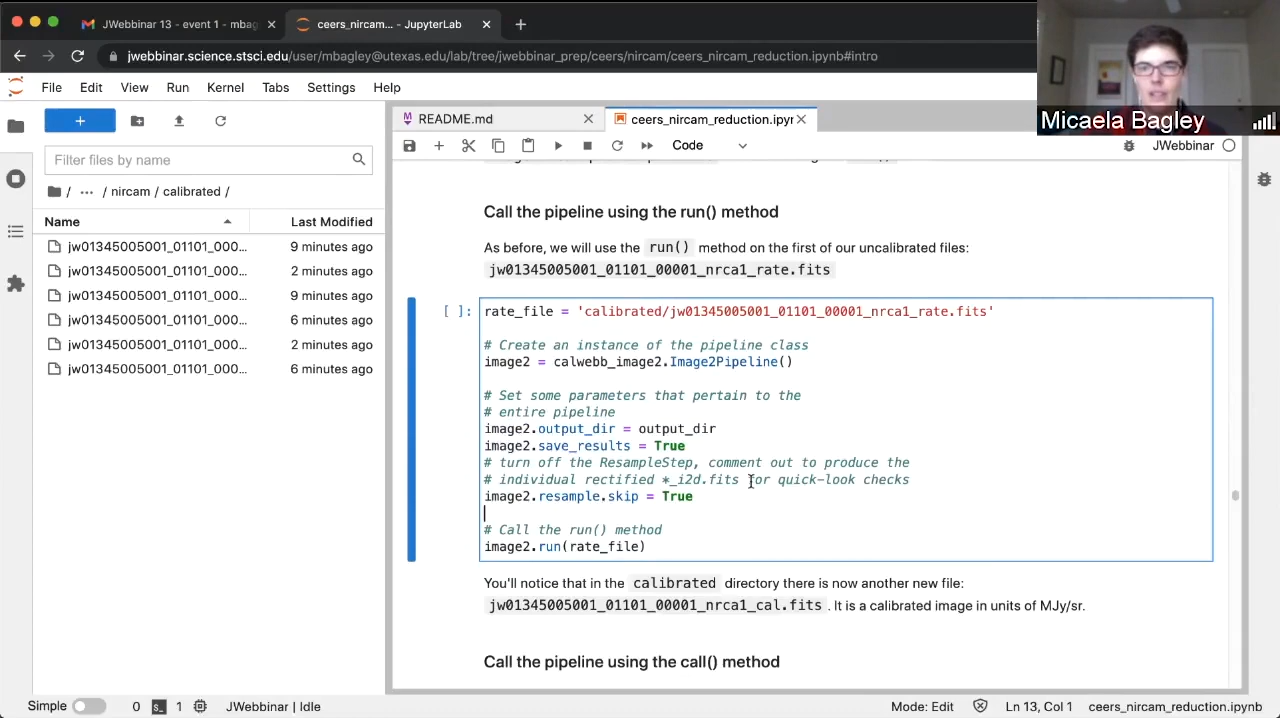 JWebbinar 13 - event 1 - mbag
ceers_nircam... - JupyterLab
jwebbinar.science.stsci.edu/user/mbagley@utexas.edu/lab/tree/jwebbinar_prep/ceers/nircam/ceers_nircam_reduction.ipynb#intro
Micaela Bagley
File Edit View Run Kernel Tabs Settings Help
README.md
ceers_nircam_reduction.ipyn
Filter files by name
Code
JWebbinar
/ ... / nircam / calibrated /
Name Last Modified
jw01345005001_01101_000... 9 minutes ago
jw01345005001_01101_000... 2 minutes ago
jw01345005001_01101_000... 9 minutes ago
jw01345005001_01101_000... 6 minutes ago
jw01345005001_01101_000... 2 minutes ago
jw01345005001_01101_000... 6 minutes ago
Call the pipeline using the run() method
As before, we will use the run() method on the first of our uncalibrated files:
jw01345005001_01101_00001_nrca1_rate.fits
[ ]: rate_file = 'calibrated/jw01345005001_01101_00001_nrca1_rate.fits'
# Create an instance of the pipeline class
image2 = calwebb_image2.Image2Pipeline()
# Set some parameters that pertain to the
# entire pipeline
image2.output_dir = output_dir
image2.save_results = True
# turn off the ResampleStep, comment out to produce the
# individual rectified *_i2d.fits for quick-look checks
image2.resample.skip = True
# Call the run() method
image2.run(rate_file)
You'll notice that in the calibrated directory there is now another new file:
jw01345005001_01101_00001_nrca1_cal.fits . It is a calibrated image in units of MJy/sr.
Call the pipeline using the call() method
Simple 0 1 JWebbinar | Idle Mode: Edit Ln 13, Col 1 ceers_nircam_reduction.ipynb